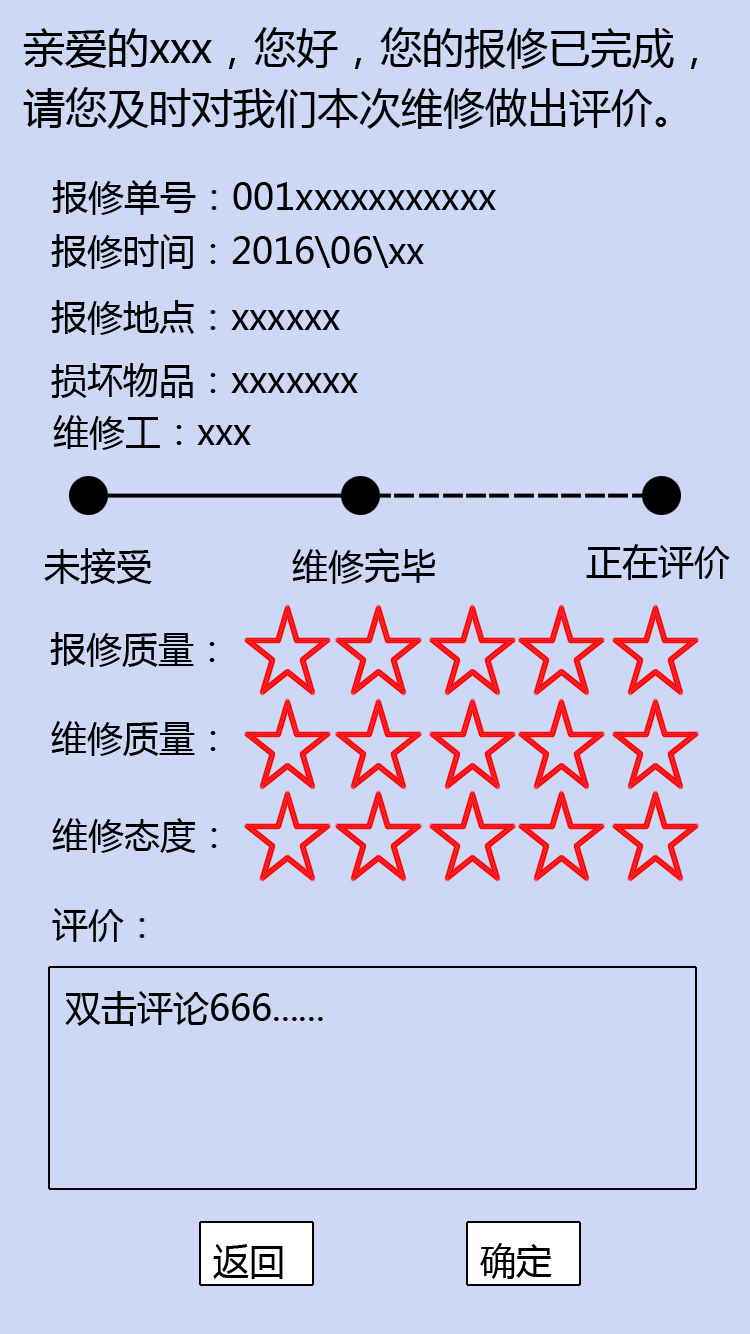 亲爱的xxx，您好，您的报修已完成，
请您及时对我们本次维修做出评价。
报修单号：001xxxxxxxxxxx
报修时间：2016\06\xx
报修地点：xxxxxx
损坏物品：xxxxxxx
维修工：xxx
未接受 维修完毕 正在评价
报修质量：
维修质量：
维修态度：
评价：
双击评论666……
返回 确定